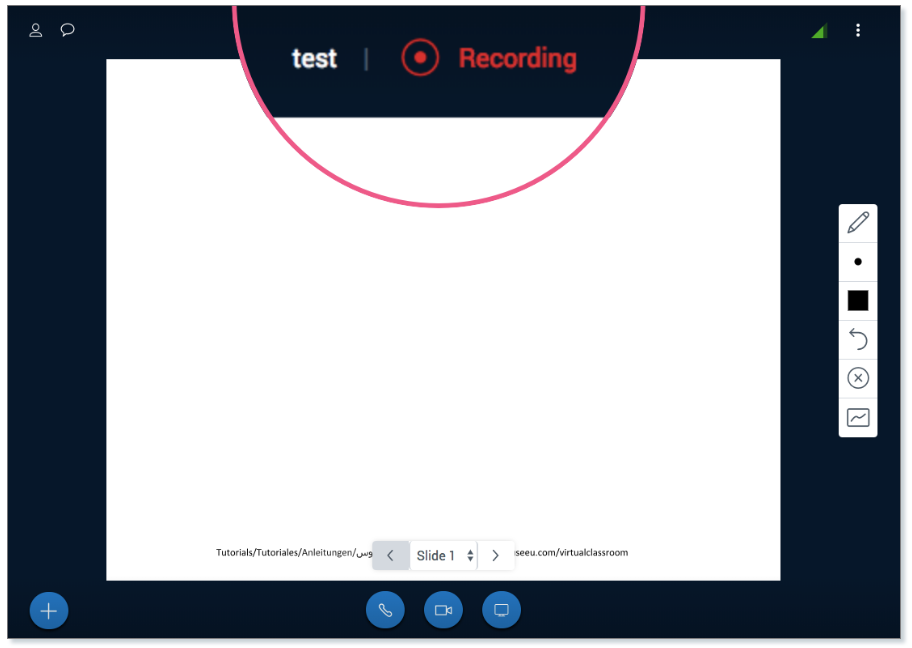 test | Recording
Tutorials/Tutoriales/Anleitungen/
Slide 1
seeu.com/virtualclassroom